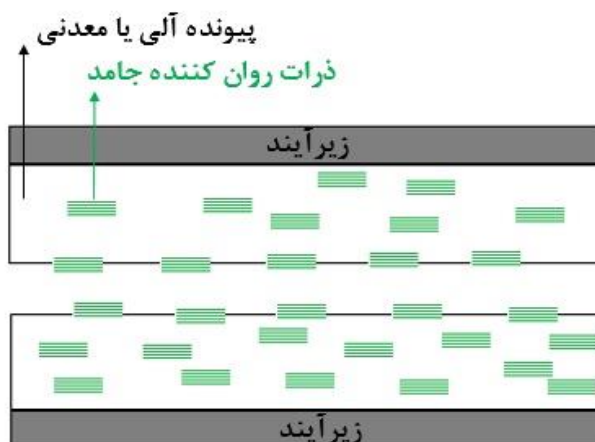 پیونده آلی یا معدنی
ذرات روان کننده جامد
زیرآیند
زیرآیند